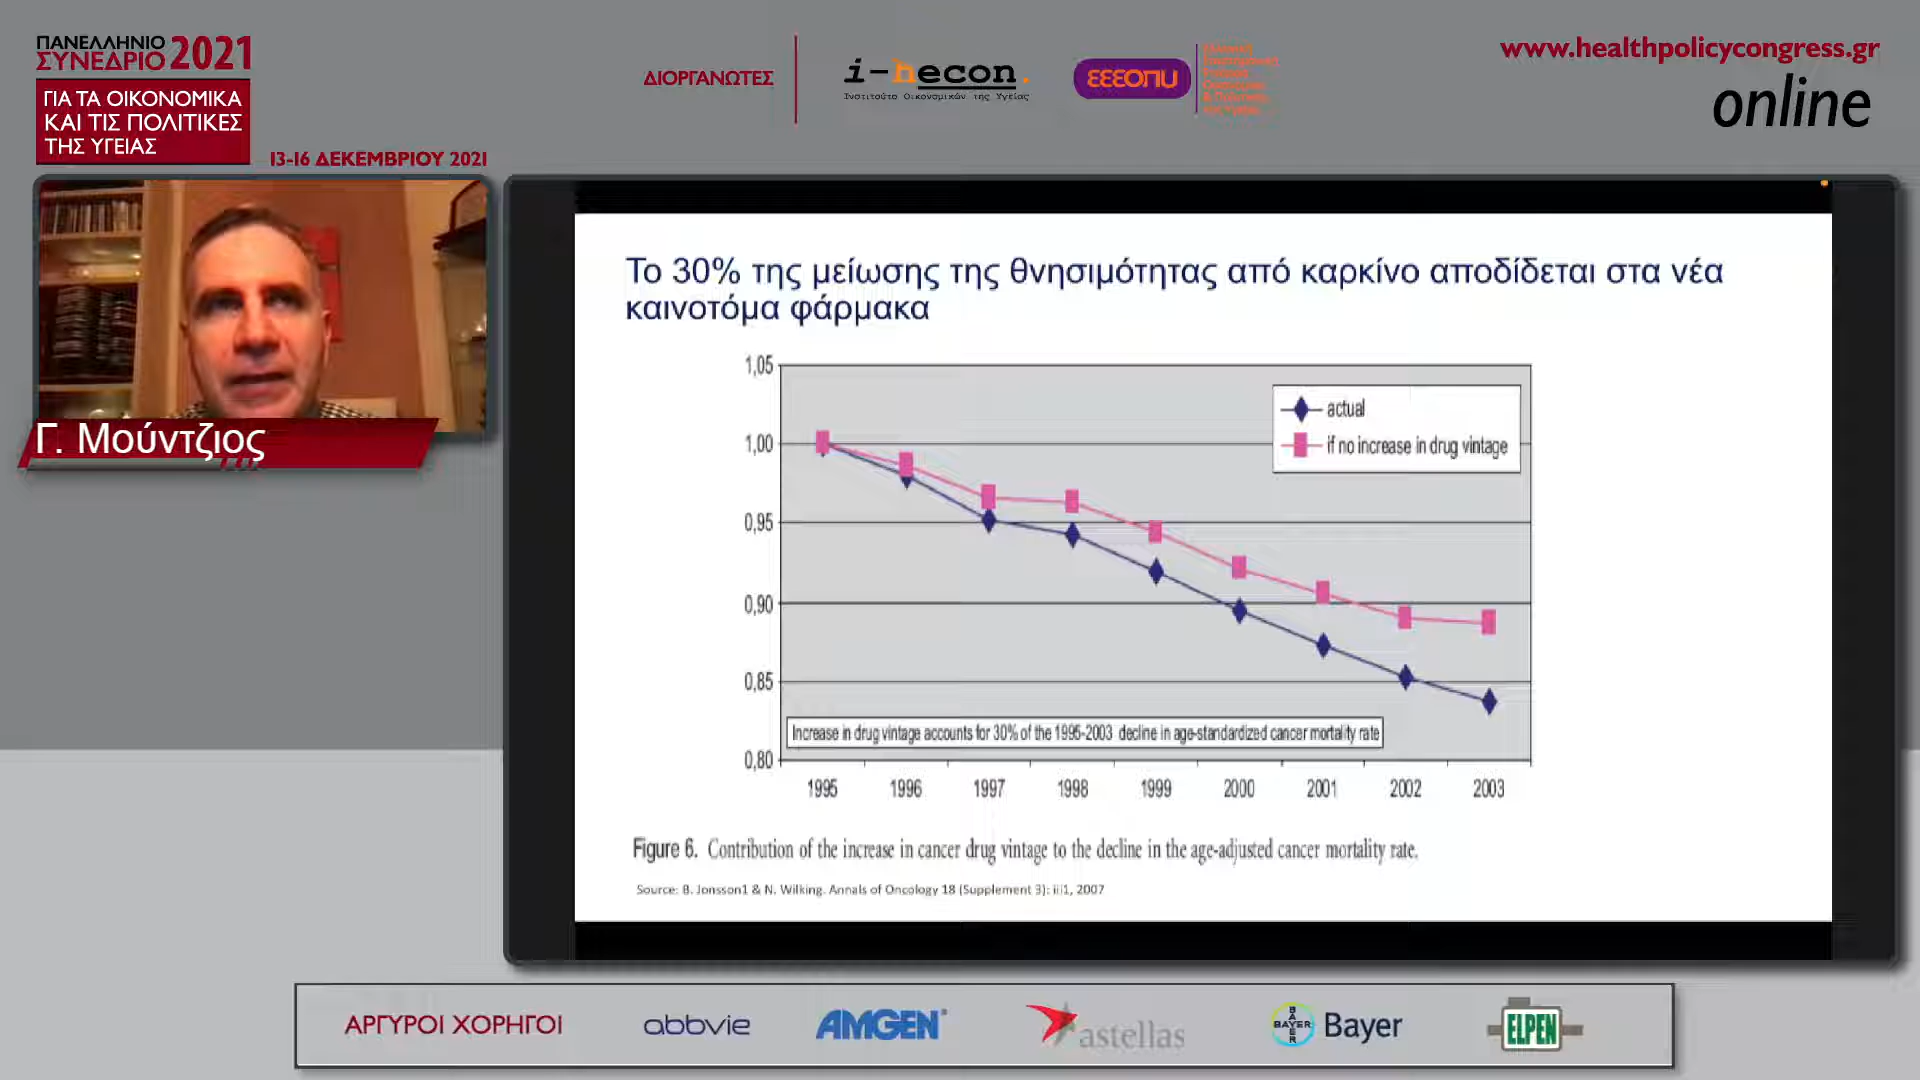 ΠΑΝΕΛΛΗΝΙΟ
ΣΥΝΕΔΡΙΟ 2021
ΓΙΑ ΤΑ ΟΙΚΟΝΟΜΙΚΑ
ΚΑΙ ΤΙΣ ΠΟΛΙΤΙΚΕΣ
ΤΗΣ ΥΓΕΙΑΣ
13-16 ΔΕΚΕΜΒΡΙΟΥ 2021
ΔΙΟΡΓΑΝΩΤΕΣ
i-hecon.
Ινστιτούτο Οικονομικών της Υγείας
ΕΕΕΟΠΥ
www.healthpolicycongress.gr
online
Γ. Μούντζιος
Το 30% της μείωσης της θνησιμότητας από καρκίνο αποδίδεται στα νέα
καινοτόμα φάρμακα
1,05
1,00
0,95
0,90
0,85
0,80
actual
if no increase in drug vintage
Increase in drug vintage accounts for 30% of the 1995-2003 decline in age-standardized cancer mortality rate
1995 1996 1997 1998 1999 2000 2001 2002 2003
Figure 6. Contribution of the increase in cancer drug vintage to the decline in the age-adjusted cancer mortality rate.
Source: B. Jonsson1 & N. Wilking. Annals of Oncology 18 (Supplement 3): iii1, 2007
ΑΡΓΥΡΟΙ ΧΟΡΗΓΟΙ
abbvie
AMGEN
astellas
BAYER
Bayer
ELPEN